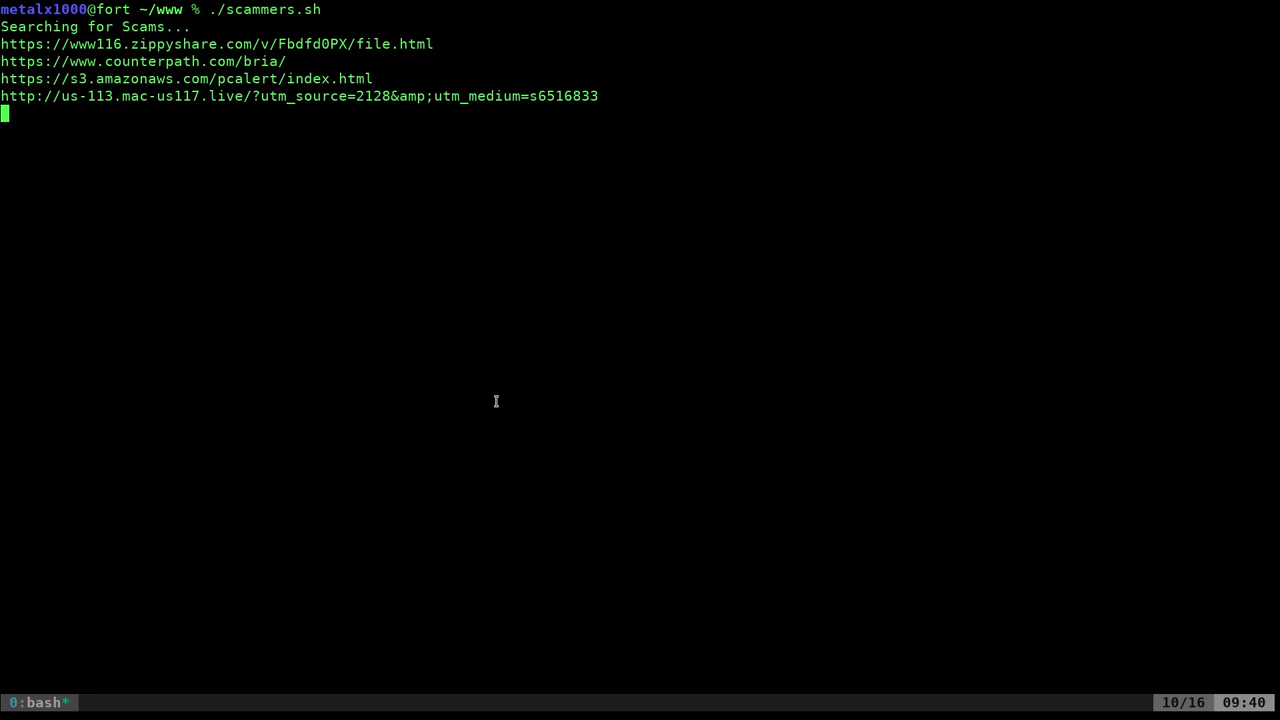 metalx1000@fort ~/www % ./scammers.sh
Searching for Scams...
https://www116.zippyshare.com/v/Fbdfd0PX/file.html
https://www.counterpath.com/bria/
https://s3.amazonaws.com/pcalert/index.html
http://us-113.mac-us117.live/?utm_source=2128&amp;utm_medium=s6516833
0:bash* 10/16 09:40